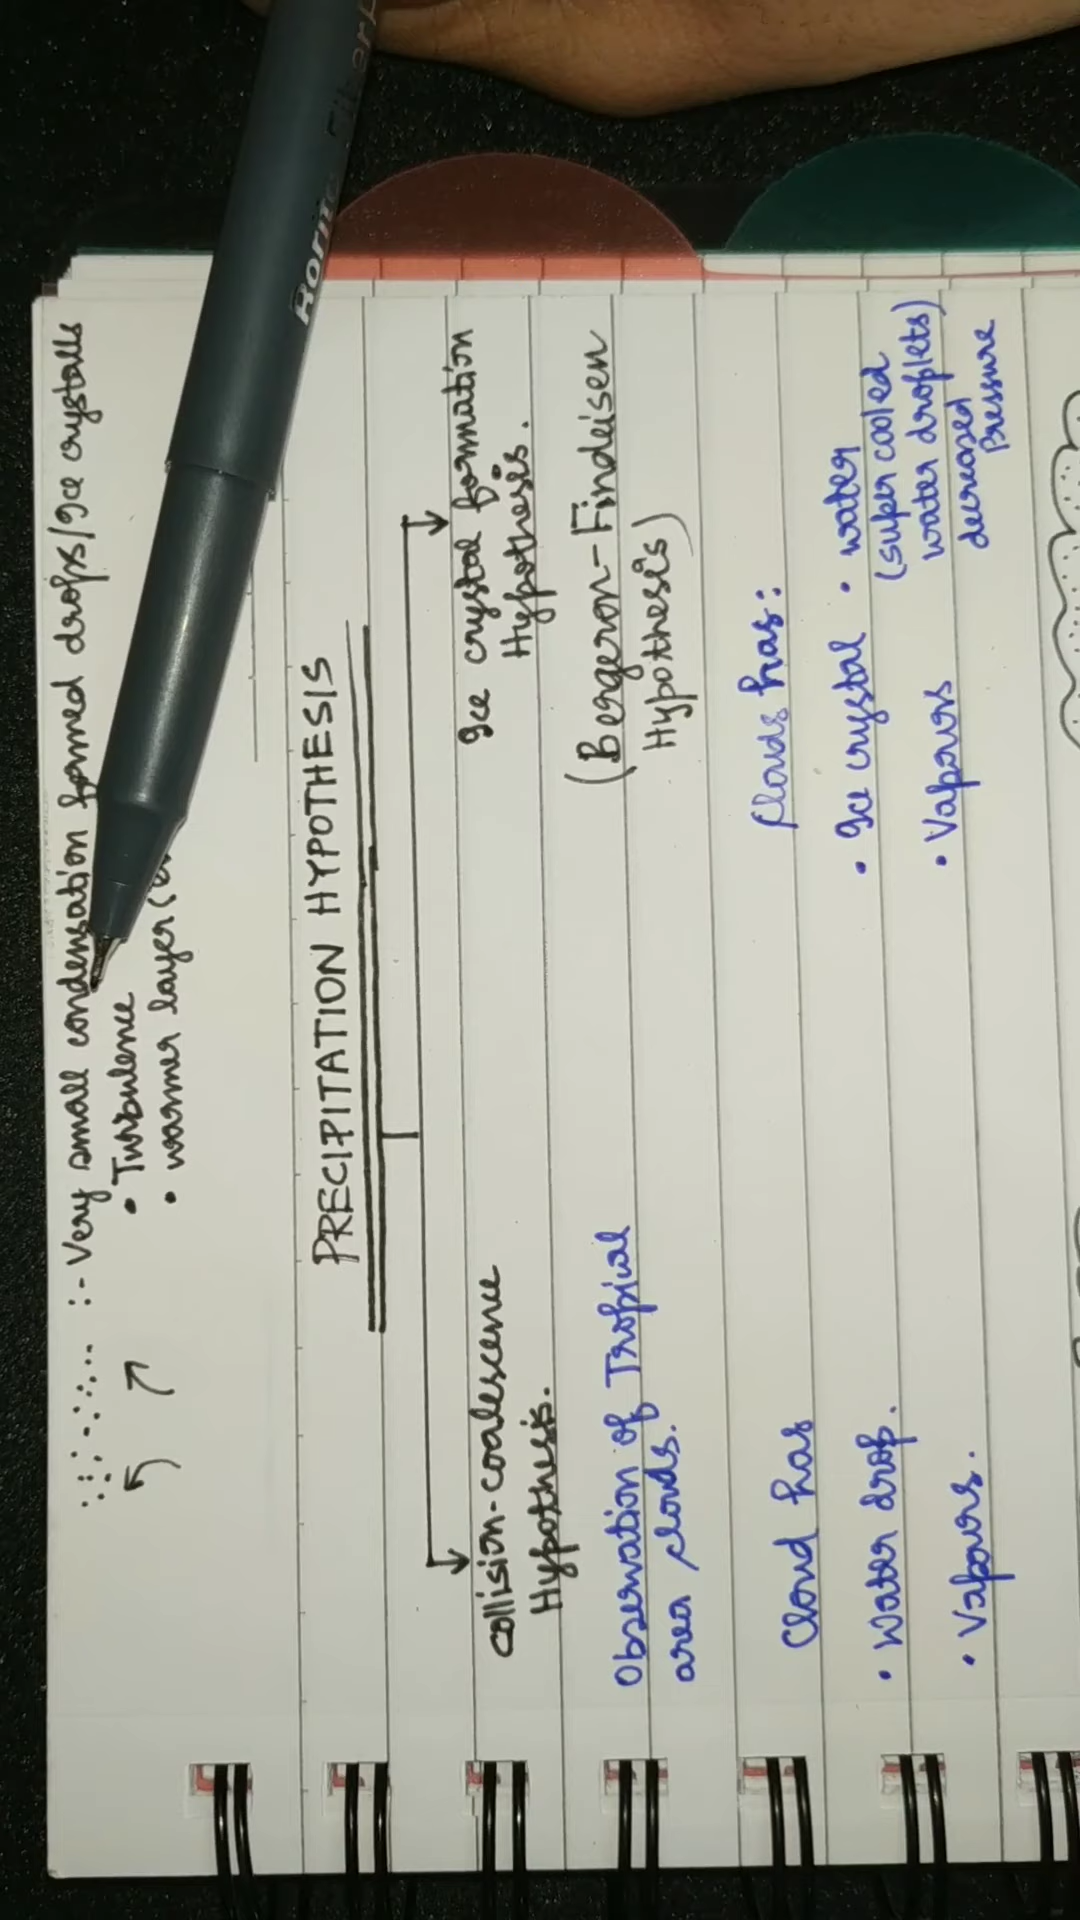 :- Very small condensation formed drops/Ice crystalls
• Turbulence
• warmer layer (
PRECIPITATION HYPOTHESIS
collision-coalescence
Hypothesis.
Observation of Tropical
area clouds.
Cloud has
• Water drop.
• Vapours.
Ice crystal formation
Hypothesis.
(Bergeron-Findeisen
Hypothesis)
Clouds has:
• Ice crystal • water
(super cooled
water droplets)
• Vapours decreased
Pressure
Rorito